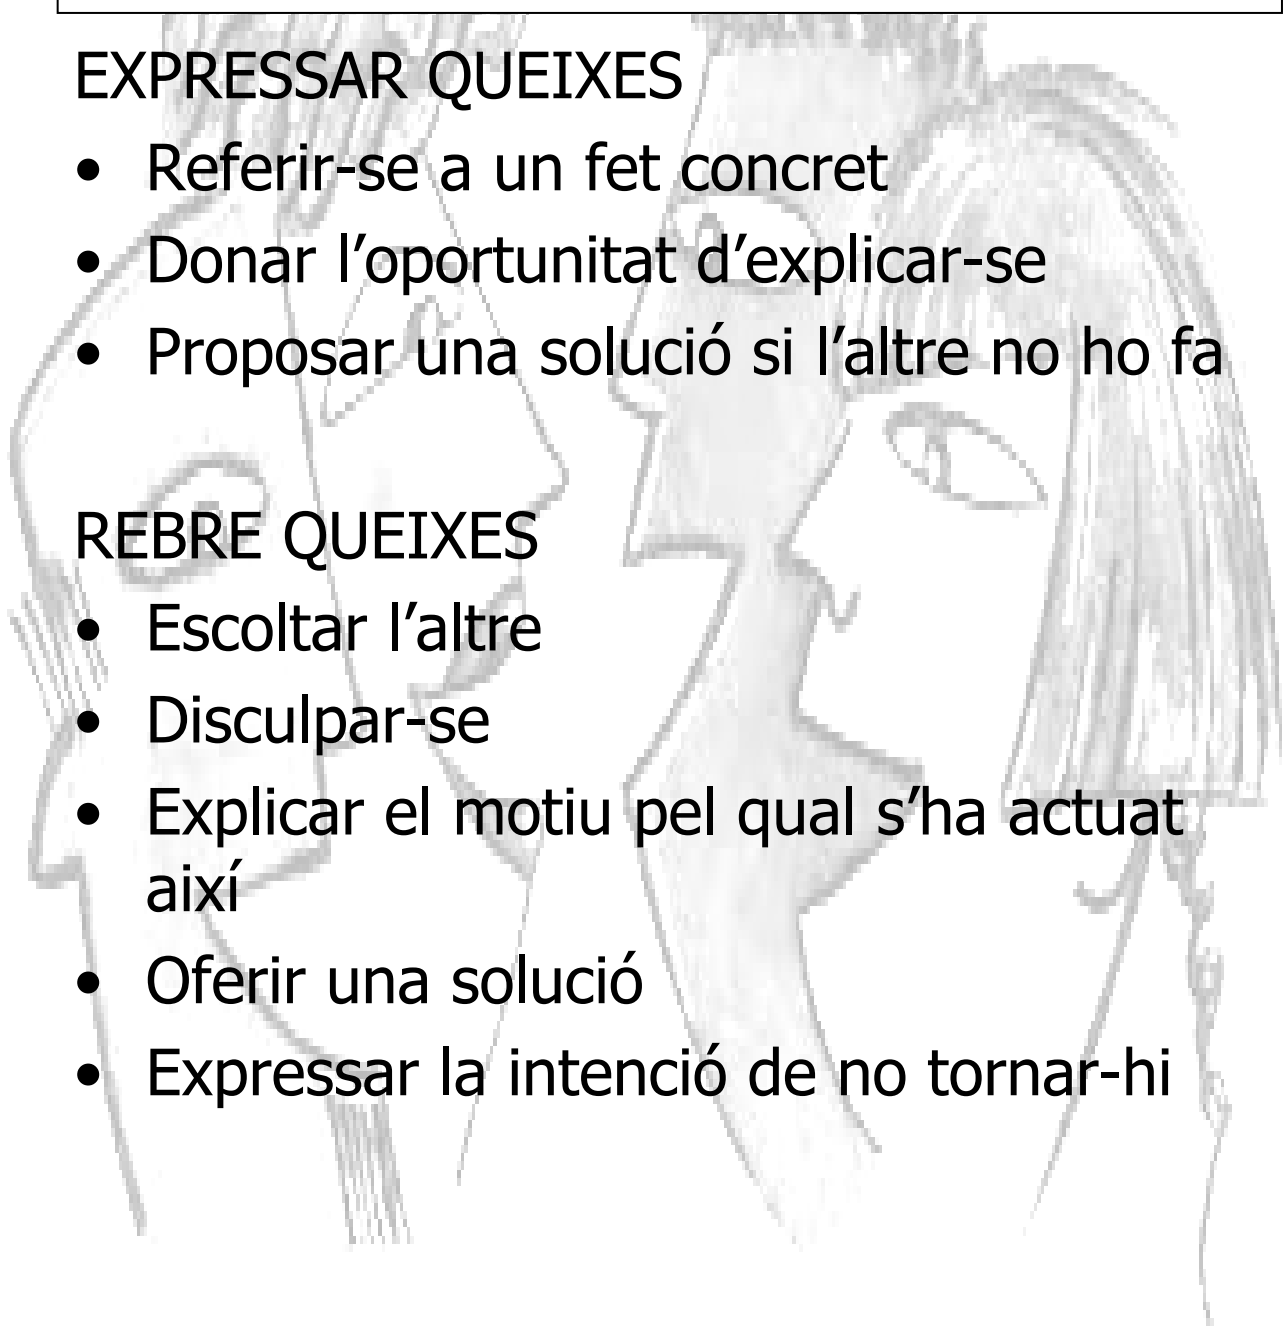 EXPRESSAR QUEIXES
• Referir-se a un fet concret
• Donar l’oportunitat d’explicar-se
• Proposar una solució si l’altre no ho fa
REBRE QUEIXES
• Escoltar l’altre
• Disculpar-se
• Explicar el motiu pel qual s’ha actuat
així
• Oferir una solució
• Expressar la intenció de no tornar-hi